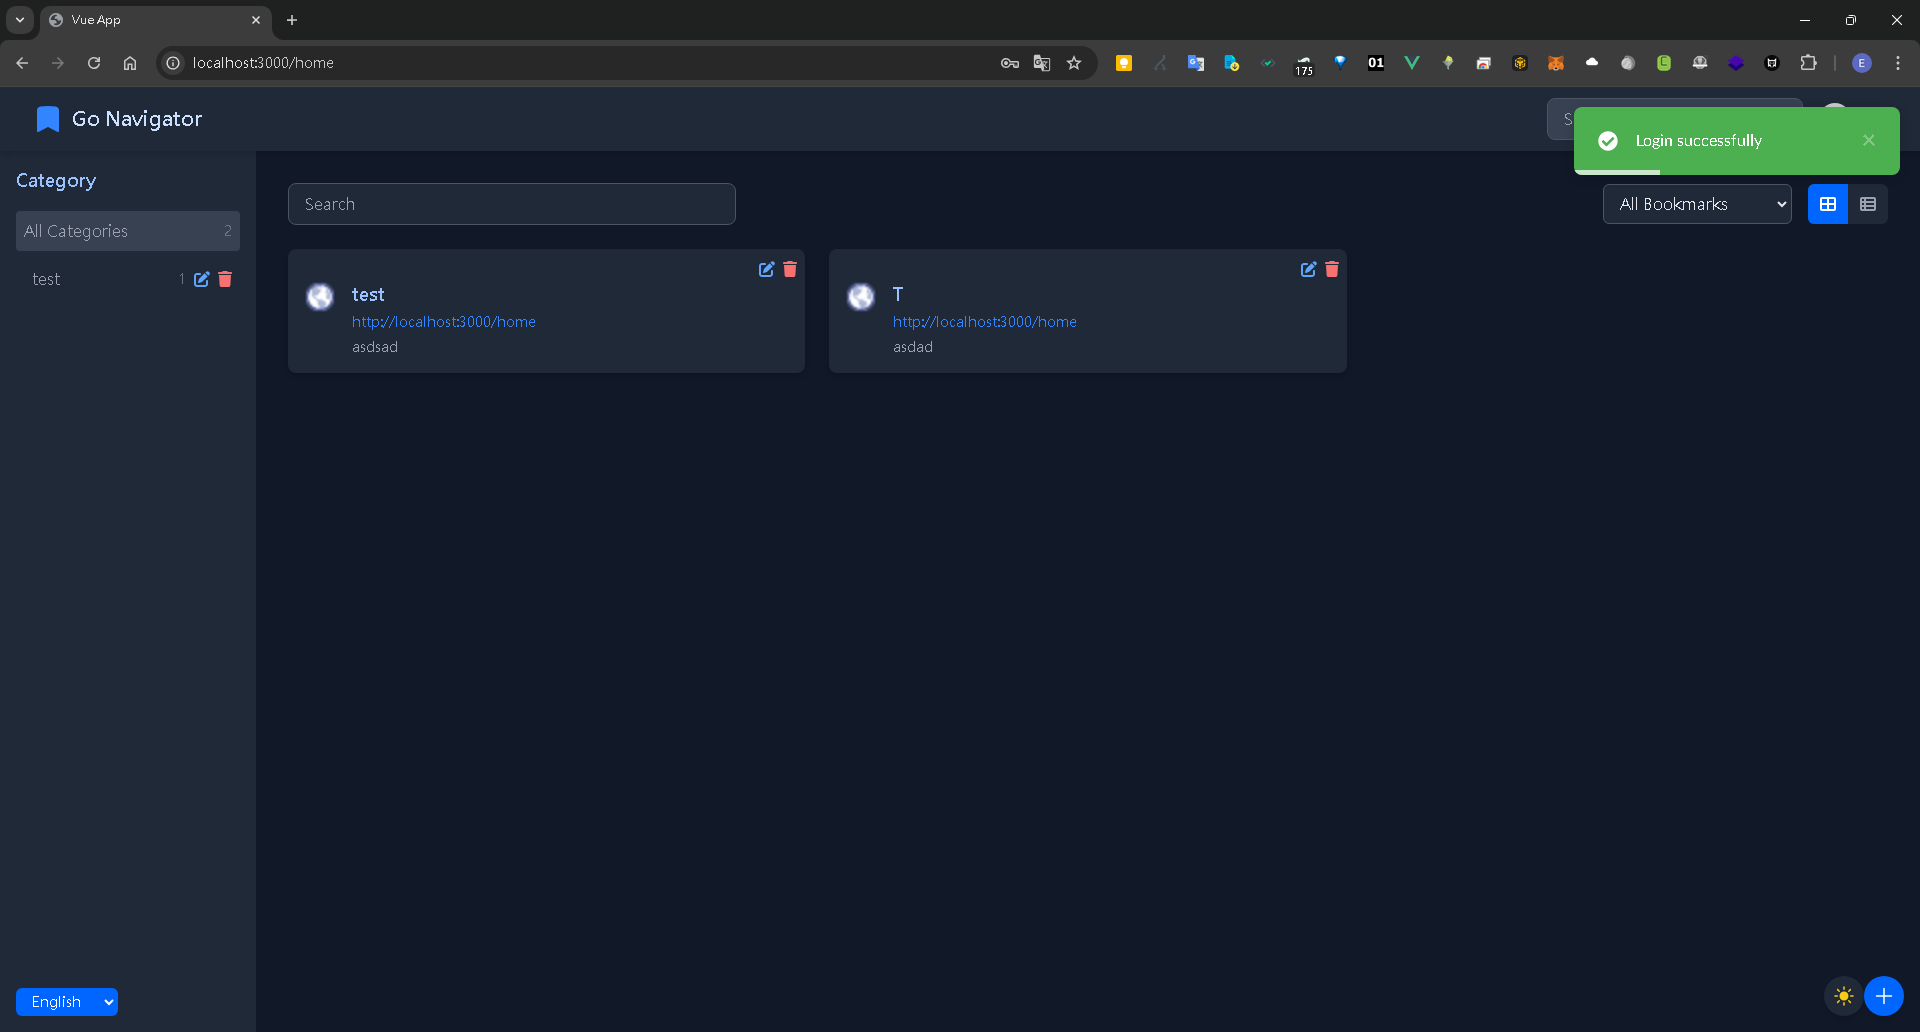 Vue App
localhost:3000/home
175
01
E
Go Navigator
S
Login successfully
Category
All Categories 2
test 1
Search
All Bookmarks
test
http://localhost:3000/home
asdsad
T
http://localhost:3000/home
asdad
English